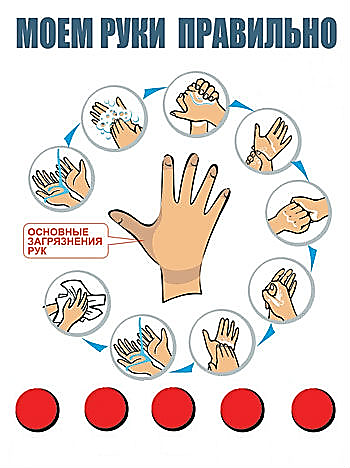 МОЕМ РУКИ ПРАВИЛЬНО
ОСНОВНЫЕ
ЗАГРЯЗНЕНИЯ
РУК